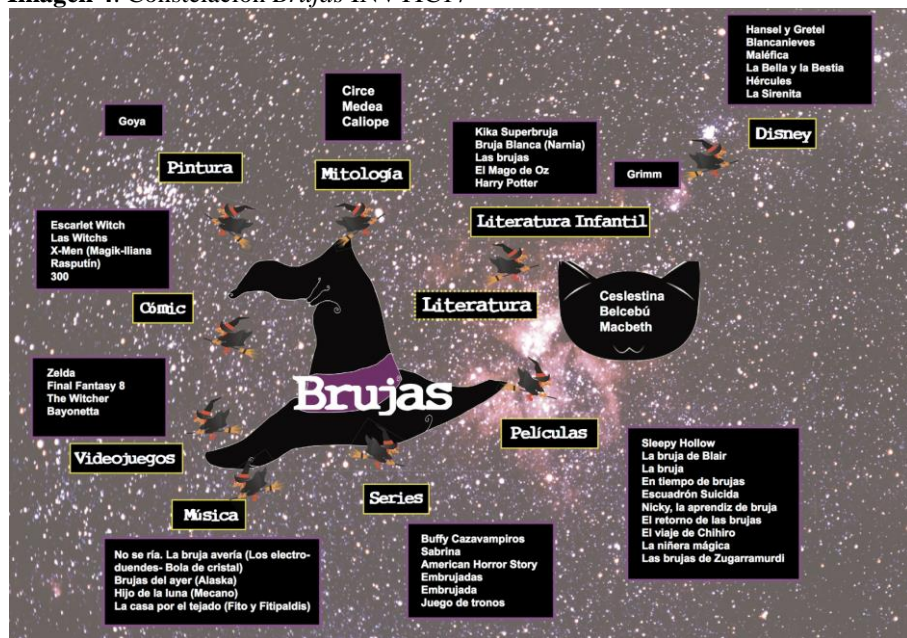 Imagen 4. Constelación Brujas INV+HC17
Hansel y Gretel
Blancanieves
Maléfica
La Bella y la Bestia
Hércules
La Sirenita
Disney
Circe
Medea
Caliope
Mitología
Goya
Pintura
Kika Superbruja
Bruja Blanca (Narnia)
Las brujas
El Mago de Oz
Harry Potter
Grimm
Literatura Infantil
Escarlet Witch
Las Witchs
X-Men (Magik-Iliana
Rasputín)
300
Cómic
Literatura
Ceslestina
Belcebú
Macbeth
Brujas
Zelda
Final Fantasy 8
The Witcher
Bayonetta
Videojuegos
Películas
Sleepy Hollow
La bruja de Blair
La bruja
En tiempo de brujas
Escuadrón Suicida
Nicky, la aprendiz de bruja
El retorno de las brujas
El viaje de Chihiro
La niñera mágica
Las brujas de Zugarramurdi
Música
Series
No se ría. La bruja avería (Los electro-
duendes- Bola de cristal)
Brujas del ayer (Alaska)
Hijo de la luna (Mecano)
La casa por el tejado (Fito y Fitipaldis)
Buffy Cazavampiros
Sabrina
American Horror Story
Embrujadas
Embrujada
Juego de tronos